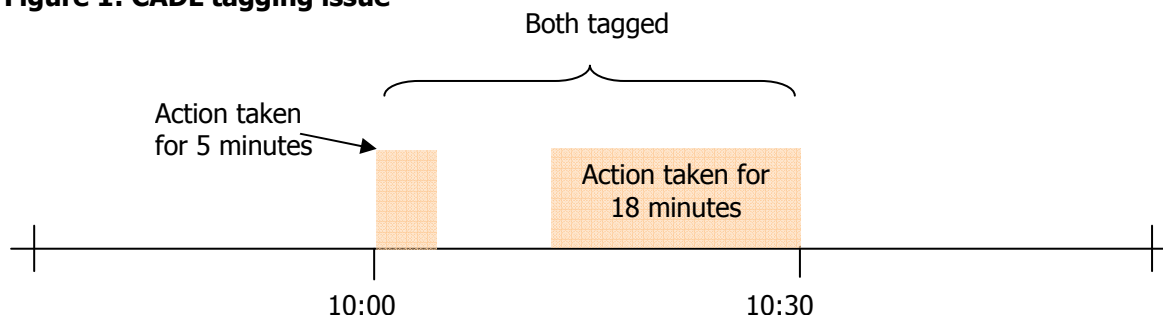 Figure 1: CADL tagging issue
Both tagged
Action taken
for 5 minutes
Action taken for
18 minutes
10:00
10:30